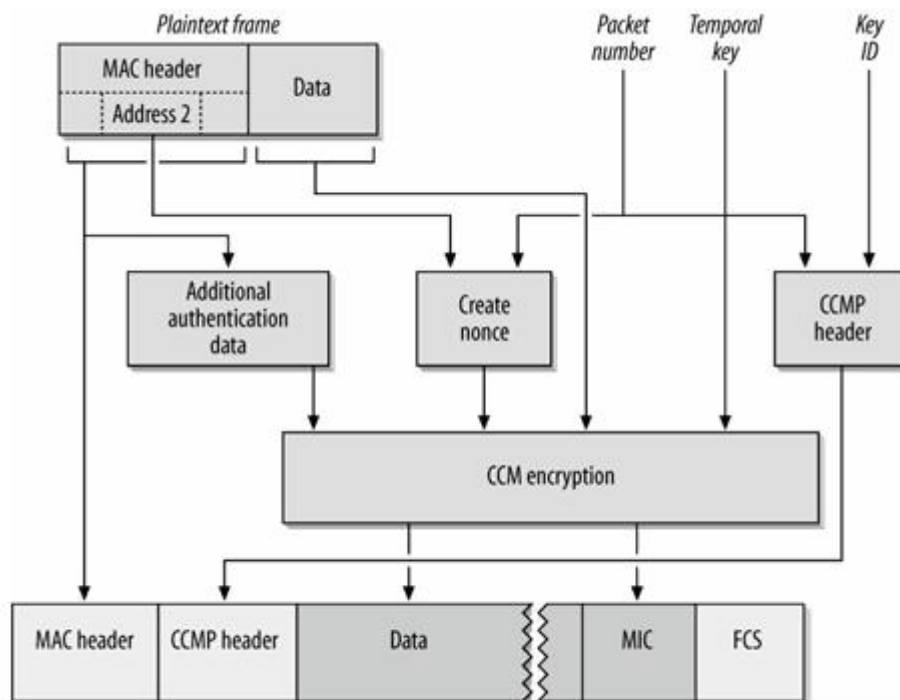 Plaintext frame
Packet number
Temporal key
Key ID
MAC header
Address 2
Data
Additional authentication data
Create nonce
CCMP header
CCM encryption
MAC header
CCMP header
Data
MIC
FCS